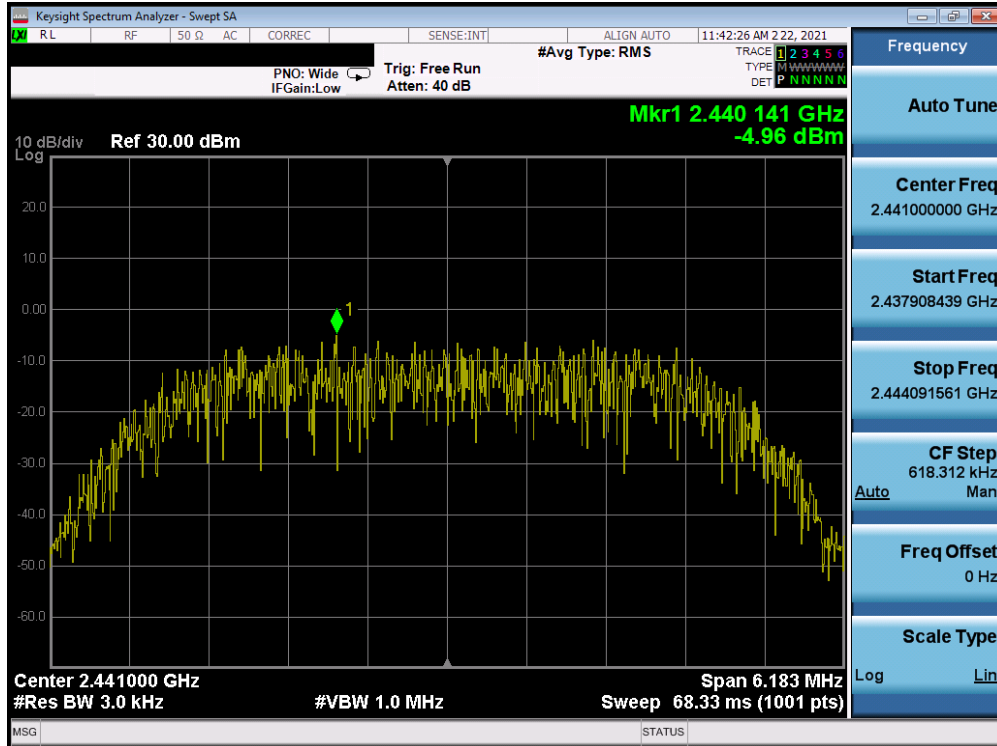 Keysight Spectrum Analyzer - Swept SA
LXI RL RF 50 Ω AC CORREC SENSE:INT ALIGN AUTO 11:42:26 AM 2 22, 2021
PNO: Wide
IFGain:Low
Trig: Free Run
Atten: 40 dB
#Avg Type: RMS
TRACE 1 2 3 4 5 6
TYPE M WWWWW
DET P N N N N N
Mkr1 2.440 141 GHz
-4.96 dBm
10 dB/div
Log
Ref 30.00 dBm
20.0
10.0
0.00
-10.0
-20.0
-30.0
-40.0
-50.0
-60.0
1
Center 2.441000 GHz
Span 6.183 MHz
#Res BW 3.0 kHz
#VBW 1.0 MHz
Sweep 68.33 ms (1001 pts)
MSG
STATUS
Frequency
Auto Tune
Center Freq
2.441000000 GHz
Start Freq
2.437908439 GHz
Stop Freq
2.444091561 GHz
CF Step
618.312 kHz
Auto Man
Freq Offset
0 Hz
Scale Type
Log Lin